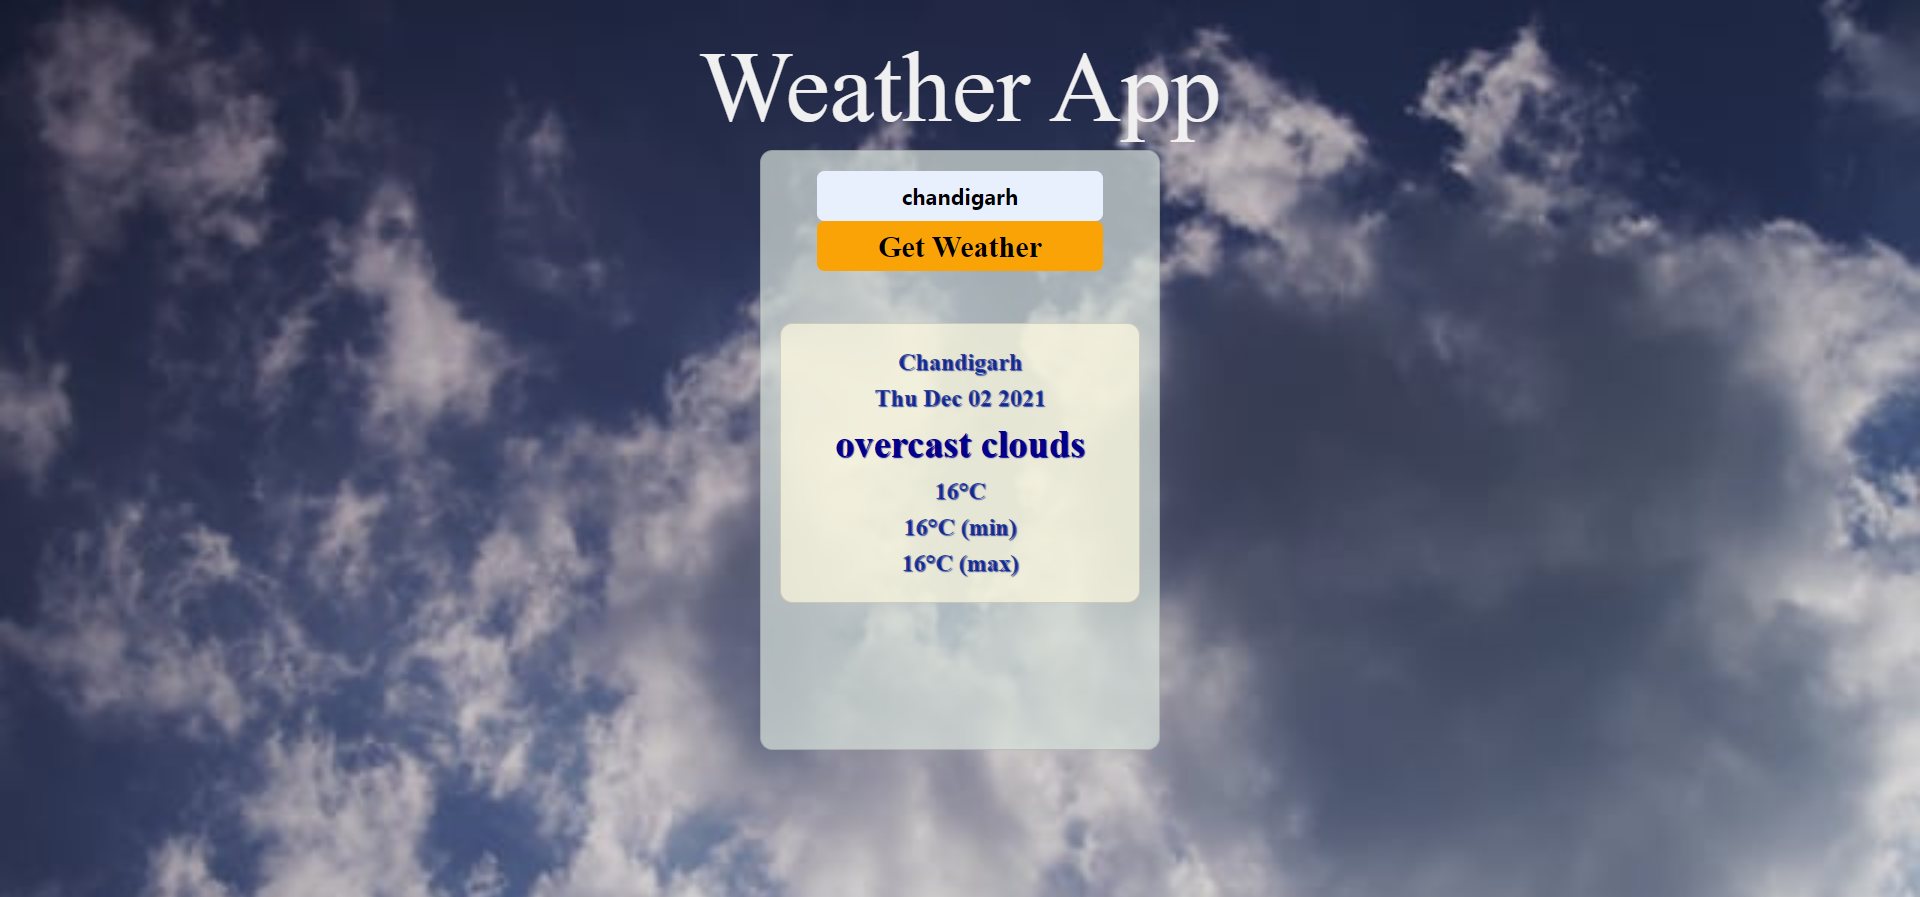 Weather App
chandigarh
Get Weather
Chandigarh
Thu Dec 02 2021
overcast clouds
16°C
16°C (min)
16°C (max)